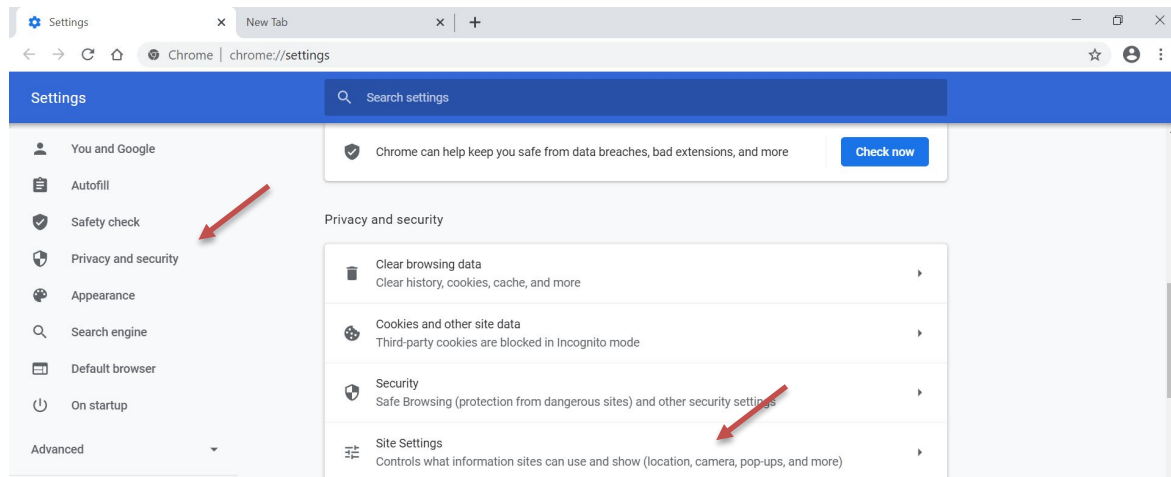 Settings
New Tab
Chrome | chrome://settings
Settings
Search settings
You and Google
Autofill
Safety check
Privacy and security
Appearance
Search engine
Default browser
On startup
Advanced
Chrome can help keep you safe from data breaches, bad extensions, and more
Check now
Privacy and security
Clear browsing data
Clear history, cookies, cache, and more
Cookies and other site data
Third-party cookies are blocked in Incognito mode
Security
Safe Browsing (protection from dangerous sites) and other security settings
Site Settings
Controls what information sites can use and show (location, camera, pop-ups, and more)